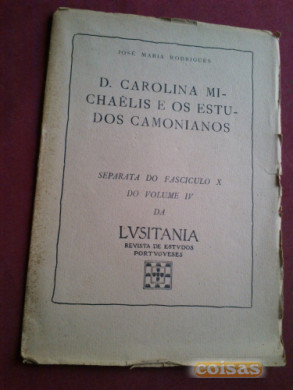 JOSÉ MARIA RODRIGUES
D. CAROLINA MI-
CHAËLIS E OS ESTU-
DOS CAMONIANOS
SEPARATA DO FASCICULO X
DO VOLUME IV
DA
LVSITANIA
REVISTA DE ESTVDOS
PORTVGVESES
coisas